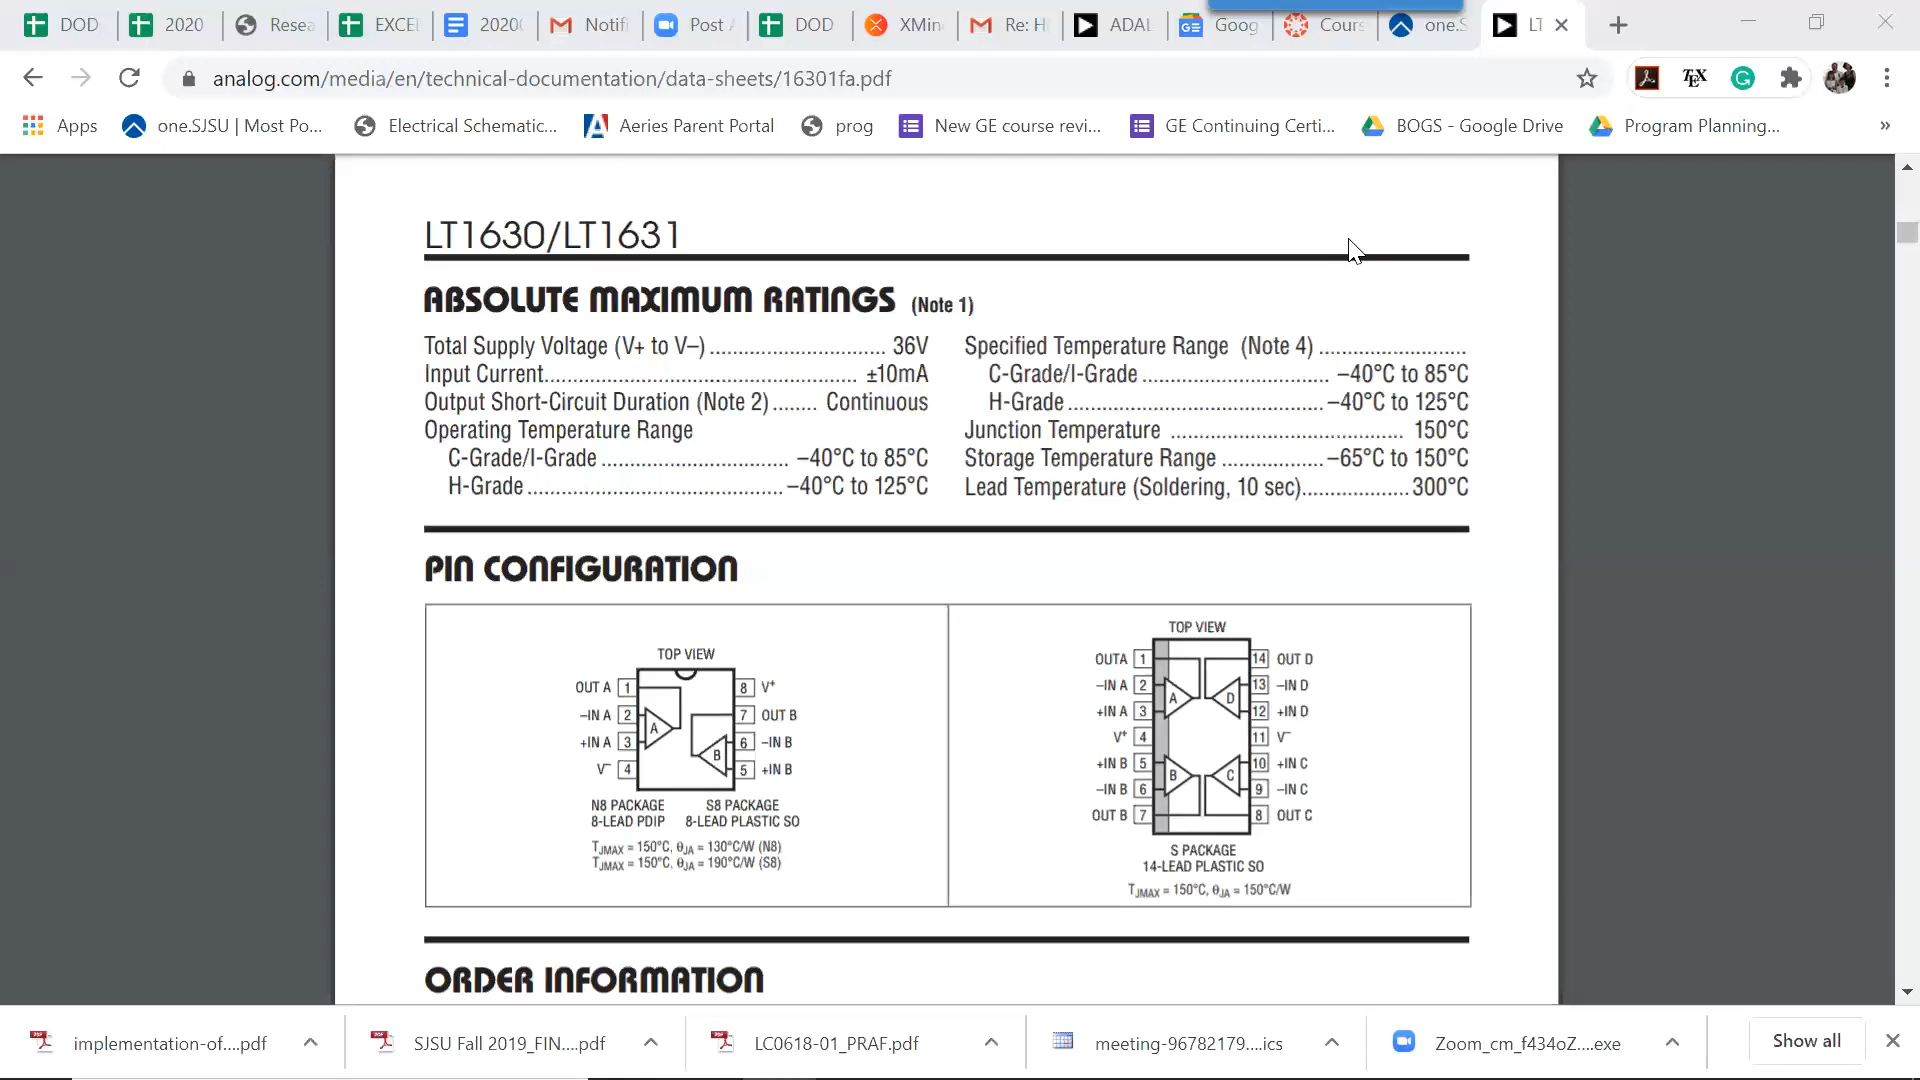 DOD
2020
Resea
EXCEL
2020
Notifi
Post
DOD
XMin
Re: H
ADAL
Goog
Cours
one.S
LT
analog.com/media/en/technical-documentation/data-sheets/16301fa.pdf
Apps
one.SJSU | Most Po...
Electrical Schematic...
Aeries Parent Portal
prog
New GE course revi...
GE Continuing Certi...
BOGS - Google Drive
Program Planning...
»
LT1630/LT1631
ABSOLUTE MAXIMUM RATINGS (Note 1)
Total Supply Voltage (V+ to V–) ............................. 36V
Input Current................................................... ±10mA
Output Short-Circuit Duration (Note 2) ....... Continuous
Operating Temperature Range
C-Grade/I-Grade .............................. –40°C to 85°C
H-Grade ......................................... –40°C to 125°C
Specified Temperature Range (Note 4) ........................
C-Grade/I-Grade .............................. –40°C to 85°C
H-Grade ......................................... –40°C to 125°C
Junction Temperature ...................................... 150°C
Storage Temperature Range ................ –65°C to 150°C
Lead Temperature (Soldering, 10 sec).................. 300°C
PIN CONFIGURATION
TOP VIEW
OUT A 1
–IN A 2
+IN A 3
V– 4
A
B
8 V+
7 OUT B
6 –IN B
5 +IN B
N8 PACKAGE
8-LEAD PDIP
S8 PACKAGE
8-LEAD PLASTIC SO
TJMAX = 150°C, θJA = 130°C/W (N8)
TJMAX = 150°C, θJA = 190°C/W (S8)
TOP VIEW
OUTA 1
–IN A 2
+IN A 3
V+ 4
+IN B 5
–IN B 6
OUT B 7
A
D
B
C
14 OUT D
13 –IN D
12 +IN D
11 V–
10 +IN C
9 –IN C
8 OUT C
S PACKAGE
14-LEAD PLASTIC SO
TJMAX = 150°C, θJA = 150°C/W
ORDER INFORMATION
implementation-of....pdf
SJSU Fall 2019_FIN....pdf
LC0618-01_PRAF.pdf
meeting-96782179....ics
Zoom_cm_f434oZ....exe
Show all